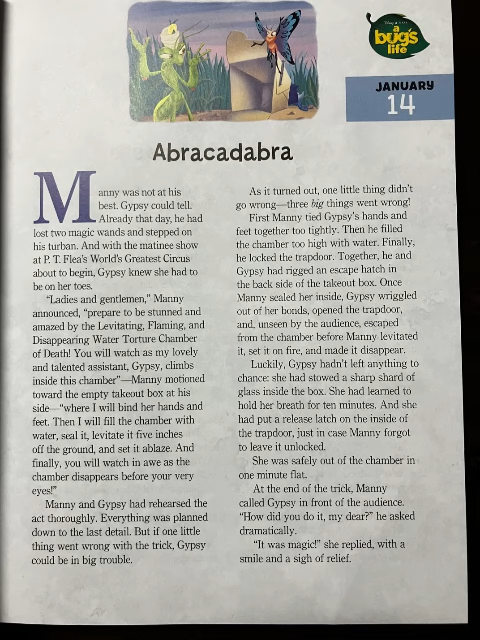 Disney · PIXAR
a
bug's
life
JANUARY
14
Abracadabra
Manny was not at his
best. Gypsy could tell.
Already that day, he had
lost two magic wands and stepped on
his turban. And with the matinee show
at P. T. Flea's World's Greatest Circus
about to begin, Gypsy knew she had to
be on her toes.
"Ladies and gentlemen," Manny
announced, "prepare to be stunned and
amazed by the Levitating, Flaming, and
Disappearing Water Torture Chamber
of Death! You will watch as my lovely
and talented assistant, Gypsy, climbs
inside this chamber"—Manny motioned
toward the empty takeout box at his
side—"where I will bind her hands and
feet. Then I will fill the chamber with
water, seal it, levitate it five inches
off the ground, and set it ablaze. And
finally, you will watch in awe as the
chamber disappears before your very
eyes!"
Manny and Gypsy had rehearsed the
act thoroughly. Everything was planned
down to the last detail. But if one little
thing went wrong with the trick, Gypsy
could be in big trouble.
As it turned out, one little thing didn't
go wrong—three big things went wrong!
First Manny tied Gypsy's hands and
feet together too tightly. Then he filled
the chamber too high with water. Finally,
he locked the trapdoor. Together, he and
Gypsy had rigged an escape hatch in
the back side of the takeout box. Once
Manny sealed her inside, Gypsy wriggled
out of her bonds, opened the trapdoor,
and, unseen by the audience, escaped
from the chamber before Manny levitated
it, set it on fire, and made it disappear.
Luckily, Gypsy hadn't left anything to
chance: she had stowed a sharp shard of
glass inside the box. She had learned to
hold her breath for ten minutes. And she
had put a release latch on the inside of
the trapdoor, just in case Manny forgot
to leave it unlocked.
She was safely out of the chamber in
one minute flat.
At the end of the trick, Manny
called Gypsy in front of the audience.
"How did you do it, my dear?" he asked
dramatically.
"It was magic!" she replied, with a
smile and a sigh of relief.